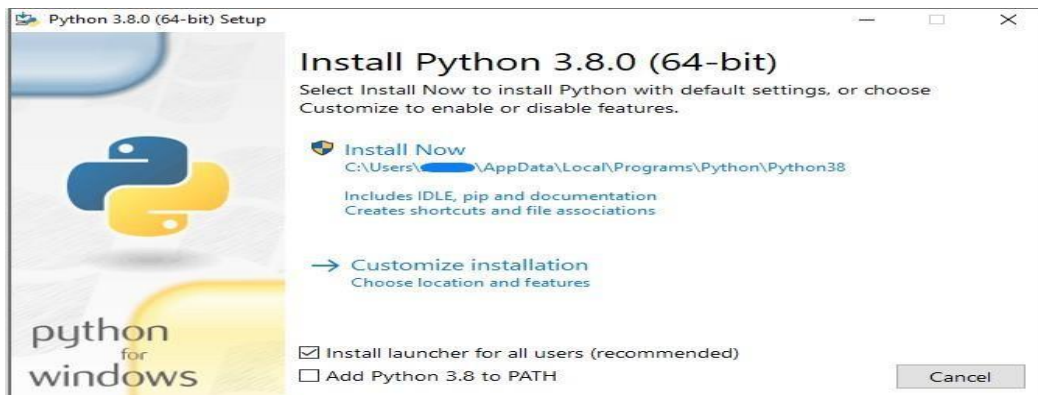 Python 3.8.0 (64-bit) Setup
Install Python 3.8.0 (64-bit)
Select Install Now to install Python with default settings, or choose
Customize to enable or disable features.
Install Now
C:\Users\ \AppData\Local\Programs\Python\Python38
Includes IDLE, pip and documentation
Creates shortcuts and file associations
Customize installation
Choose location and features
python
for
windows
Install launcher for all users (recommended)
Add Python 3.8 to PATH
Cancel